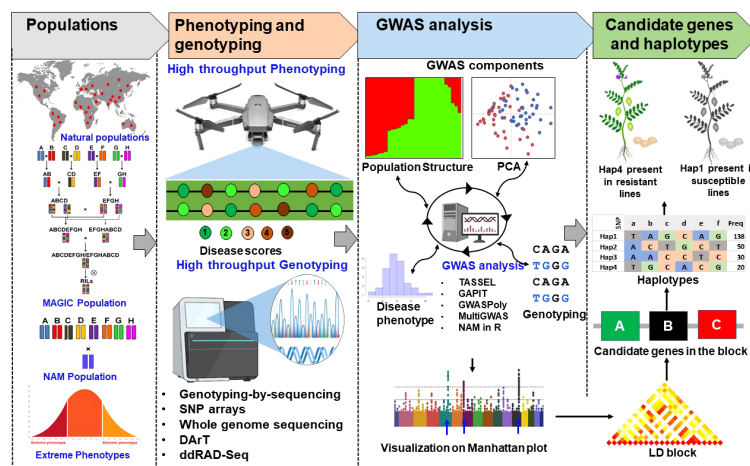 Populations
Phenotyping and
genotyping
GWAS analysis
Candidate genes
and haplotypes
Natural populations
A B C D E F G H
AB CD EF GH
ABCD EFGH
ABCDEFGH EFGHABCD
ABCDEFGH/EFGHABCD
RILs
MAGIC Population
A B C D E F G H
NAM Population
Extreme phenotype
Extreme phenotype
Extreme Phenotypes
High throughput Phenotyping
1 2 3 4 5
Disease scores
High throughput Genotyping
• Genotyping-by-sequencing
• SNP arrays
• Whole genome sequencing
• DArT
• ddRAD-Seq
GWAS components
Population Structure
PCA
GWAS analysis
• TASSEL
• GAPIT
• GWASPoly
• MultiGWAS
• NAM in R
Disease
phenotype
CAGA
TGGG
CAGA
TGGG
Genotyping
Visualization on Manhattan plot
Hap4 present
in resistant
lines
Hap1 present i
susceptible
lines
SNP a b c d e f Freq
Hap1 T A G C A G 138
Hap2 A C T G C T 50
Hap3 A A C C T C 30
Hap4 T G C A C G 20
Haplotypes
A B C
Candidate genes in the block
LD block